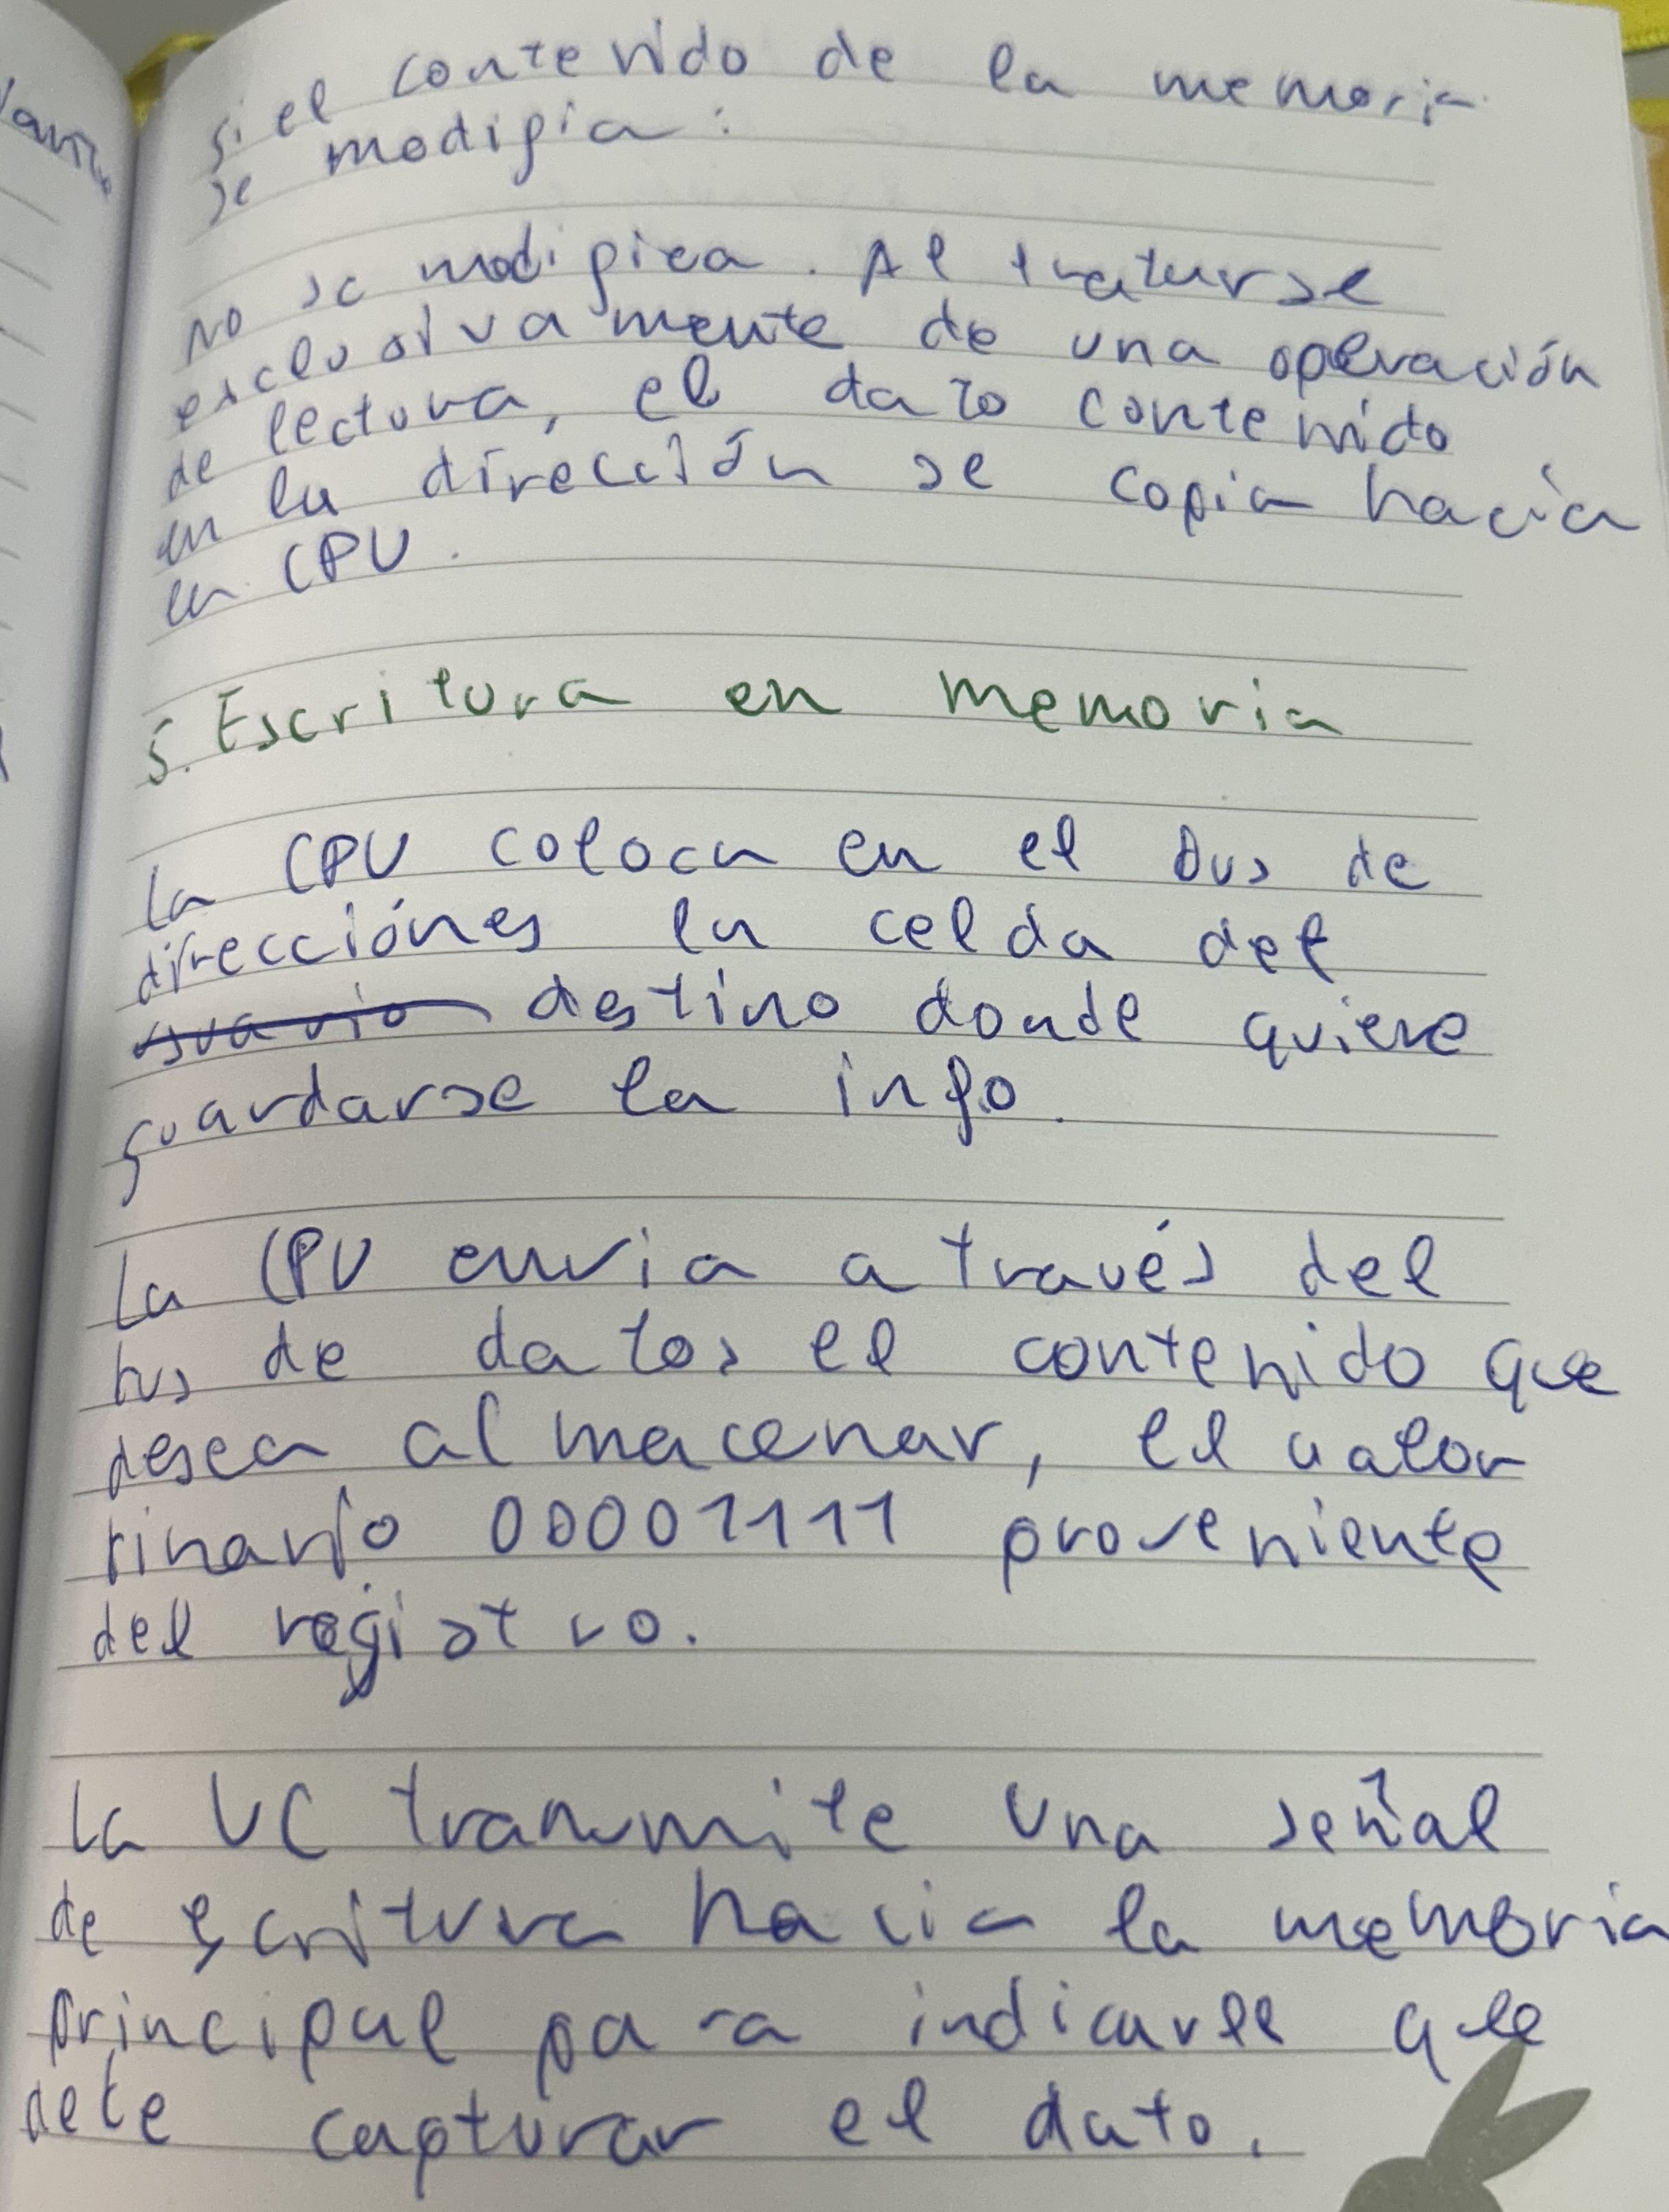 si el contenido de la memoria
se modifia:
No se modifica. Al tratarse
exclusivamente de una operación
de lectura, el dato contenido
en la dirección se copia hacia
la CPU.
5. Escritura en memoria
La CPU coloca en el bus de
direcciónes la celda del
usuario destino donde quiere
guardarse la info.
La CPU envia a través del
bus de datos el contenido que
desea almacenar, el valor
binario 00001111 proveniente
del registro.
La UC transmite una señal
de escritura hacia la memoria
principal para indicarle que
debe capturar el dato.